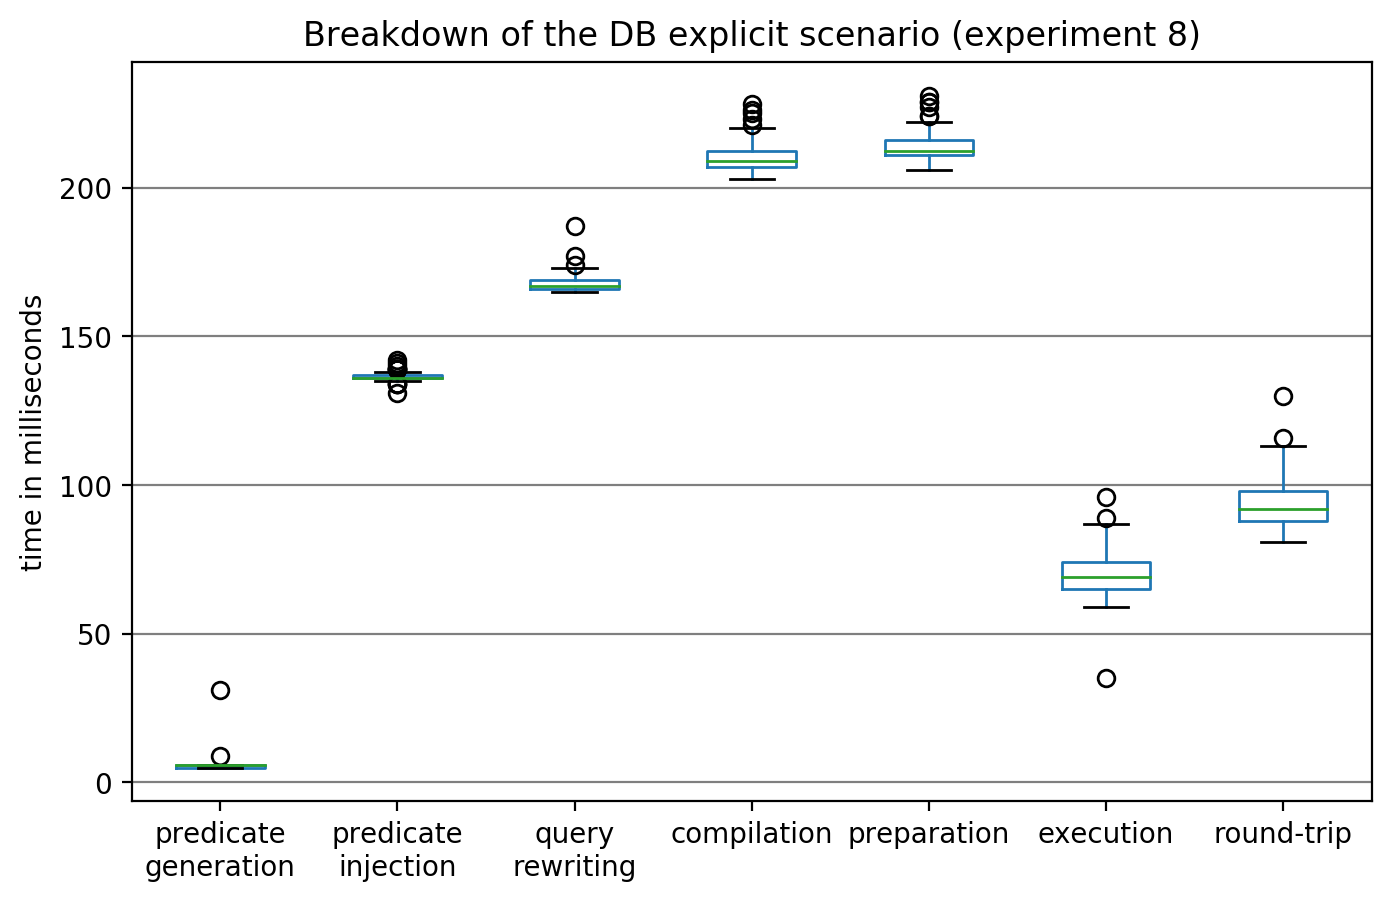 Breakdown of the DB explicit scenario (experiment 8)
time in milliseconds
200
150
100
50
0
predicate
generation
predicate
injection
query
rewriting
compilation
preparation
execution
round-trip